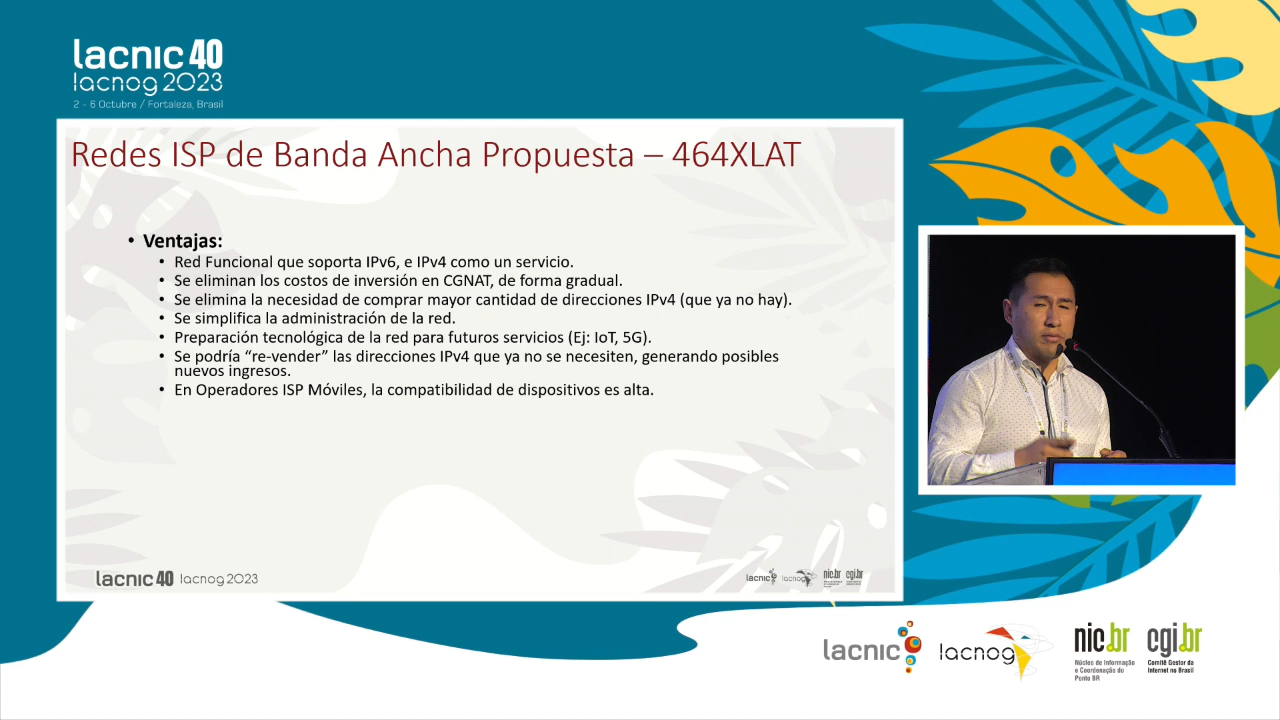 lacnic 40
lacnog 2023
2 - 6 Octubre / Fortaleza, Brasil
Redes ISP de Banda Ancha Propuesta – 464XLAT
• Ventajas:
• Red Funcional que soporta IPv6, e IPv4 como un servicio.
• Se eliminan los costos de inversión en CGNAT, de forma gradual.
• Se elimina la necesidad de comprar mayor cantidad de direcciones IPv4 (que ya no hay).
• Se simplifica la administración de la red.
• Preparación tecnológica de la red para futuros servicios (Ej: IoT, 5G).
• Se podría “re-vender” las direcciones IPv4 que ya no se necesiten, generando posibles
nuevos ingresos.
• En Operadores ISP Móviles, la compatibilidad de dispositivos es alta.
lacnic 40 lacnog 2023
lacnic lacnog nic.br cgi.br
lacnic lacnog nic.br cgi.br
Núcleo de Informação
e Coordenação do
Ponto BR
Comitê Gestor da
Internet no Brasil